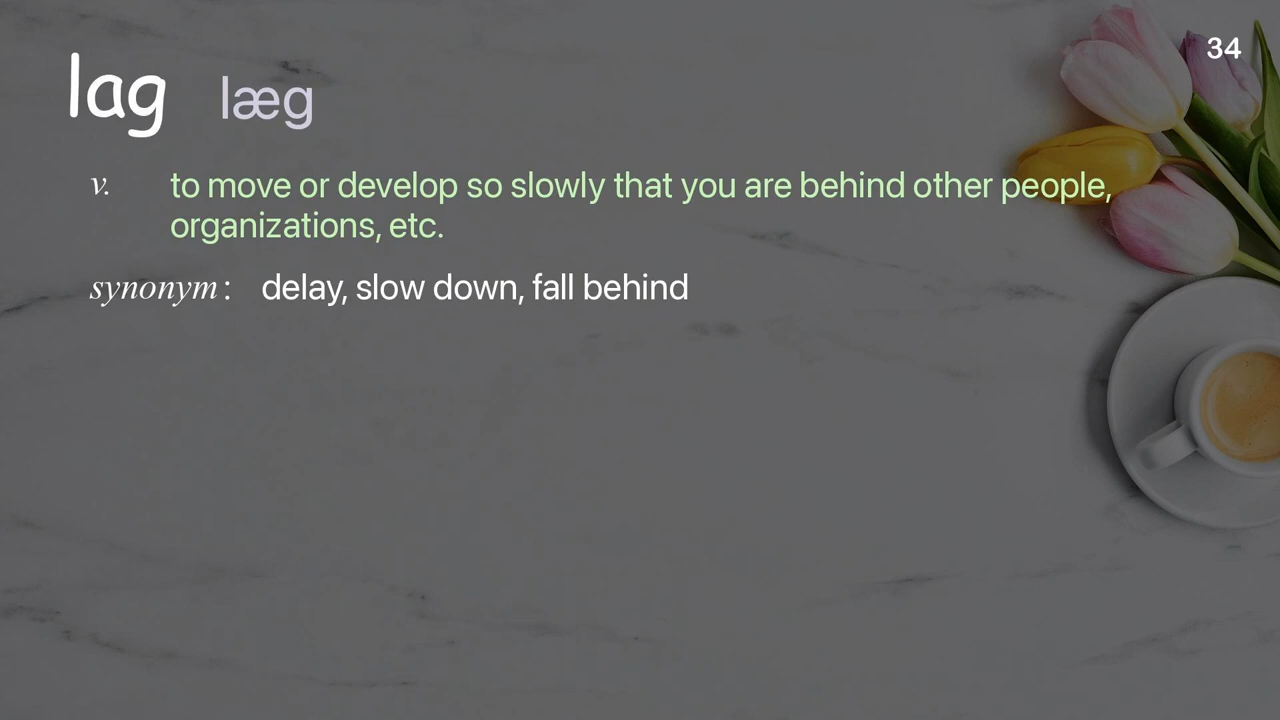 34
lag læg
v. to move or develop so slowly that you are behind other people,
organizations, etc.
synonym: delay, slow down, fall behind